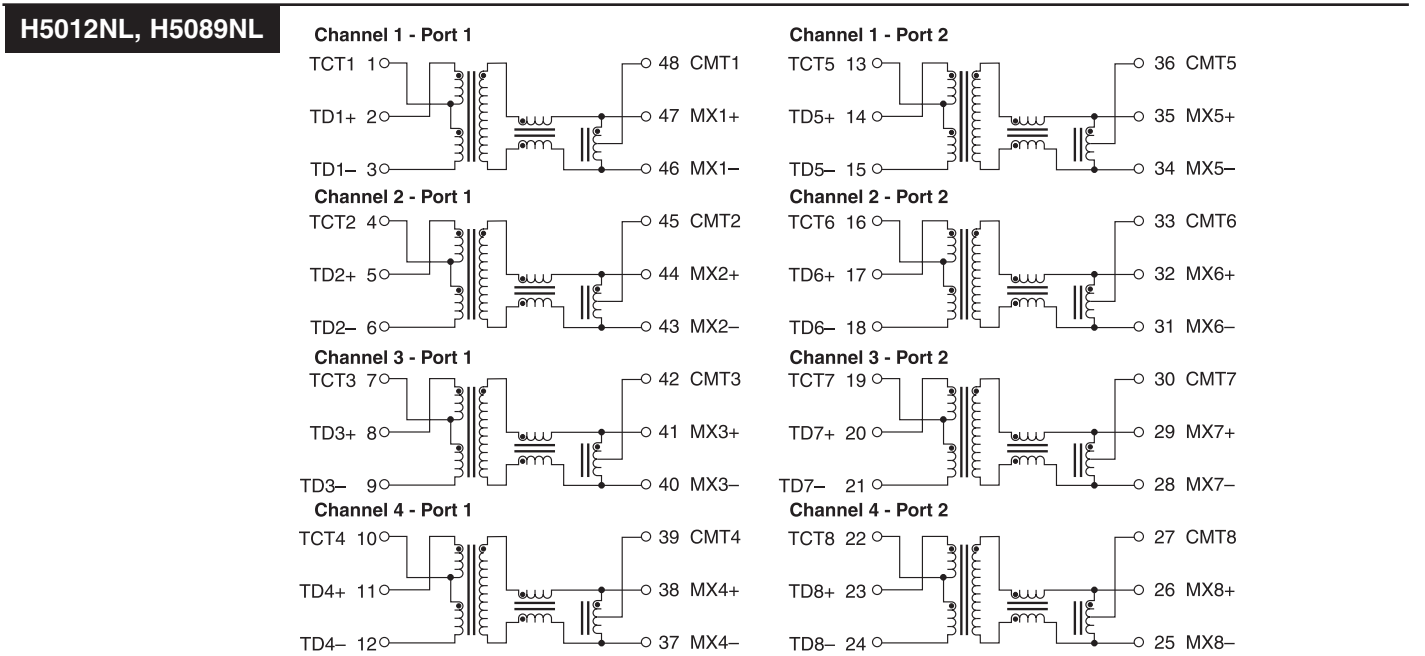 H5012NL, H5089NL
Channel 1 - Port 1
TCT1 1
48 CMT1
TD1+ 2
47 MX1+
TD1– 3
46 MX1–
Channel 2 - Port 1
TCT2 4
45 CMT2
TD2+ 5
44 MX2+
TD2– 6
43 MX2–
Channel 3 - Port 1
TCT3 7
42 CMT3
TD3+ 8
41 MX3+
TD3– 9
40 MX3–
Channel 4 - Port 1
TCT4 10
39 CMT4
TD4+ 11
38 MX4+
TD4– 12
37 MX4–
Channel 1 - Port 2
TCT5 13
36 CMT5
TD5+ 14
35 MX5+
TD5– 15
34 MX5–
Channel 2 - Port 2
TCT6 16
33 CMT6
TD6+ 17
32 MX6+
TD6– 18
31 MX6–
Channel 3 - Port 2
TCT7 19
30 CMT7
TD7+ 20
29 MX7+
TD7– 21
28 MX7–
Channel 4 - Port 2
TCT8 22
27 CMT8
TD8+ 23
26 MX8+
TD8– 24
25 MX8–